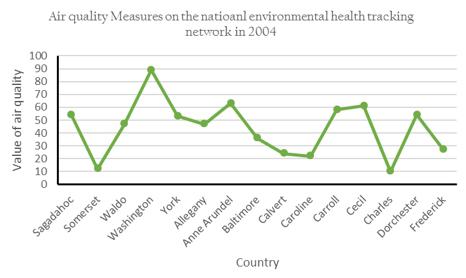 Air quality Measures on the natioanl environmental health tracking
network in 2004
Value of air quality
100
90
80
70
60
50
40
30
20
10
0
Sagadahoc
Somerset
Waldo
Washington
York
Allegany
Anne Arundel
Baltimore
Calvert
Caroline
Carroll
Cecil
Charles
Dorchester
Frederick
Country